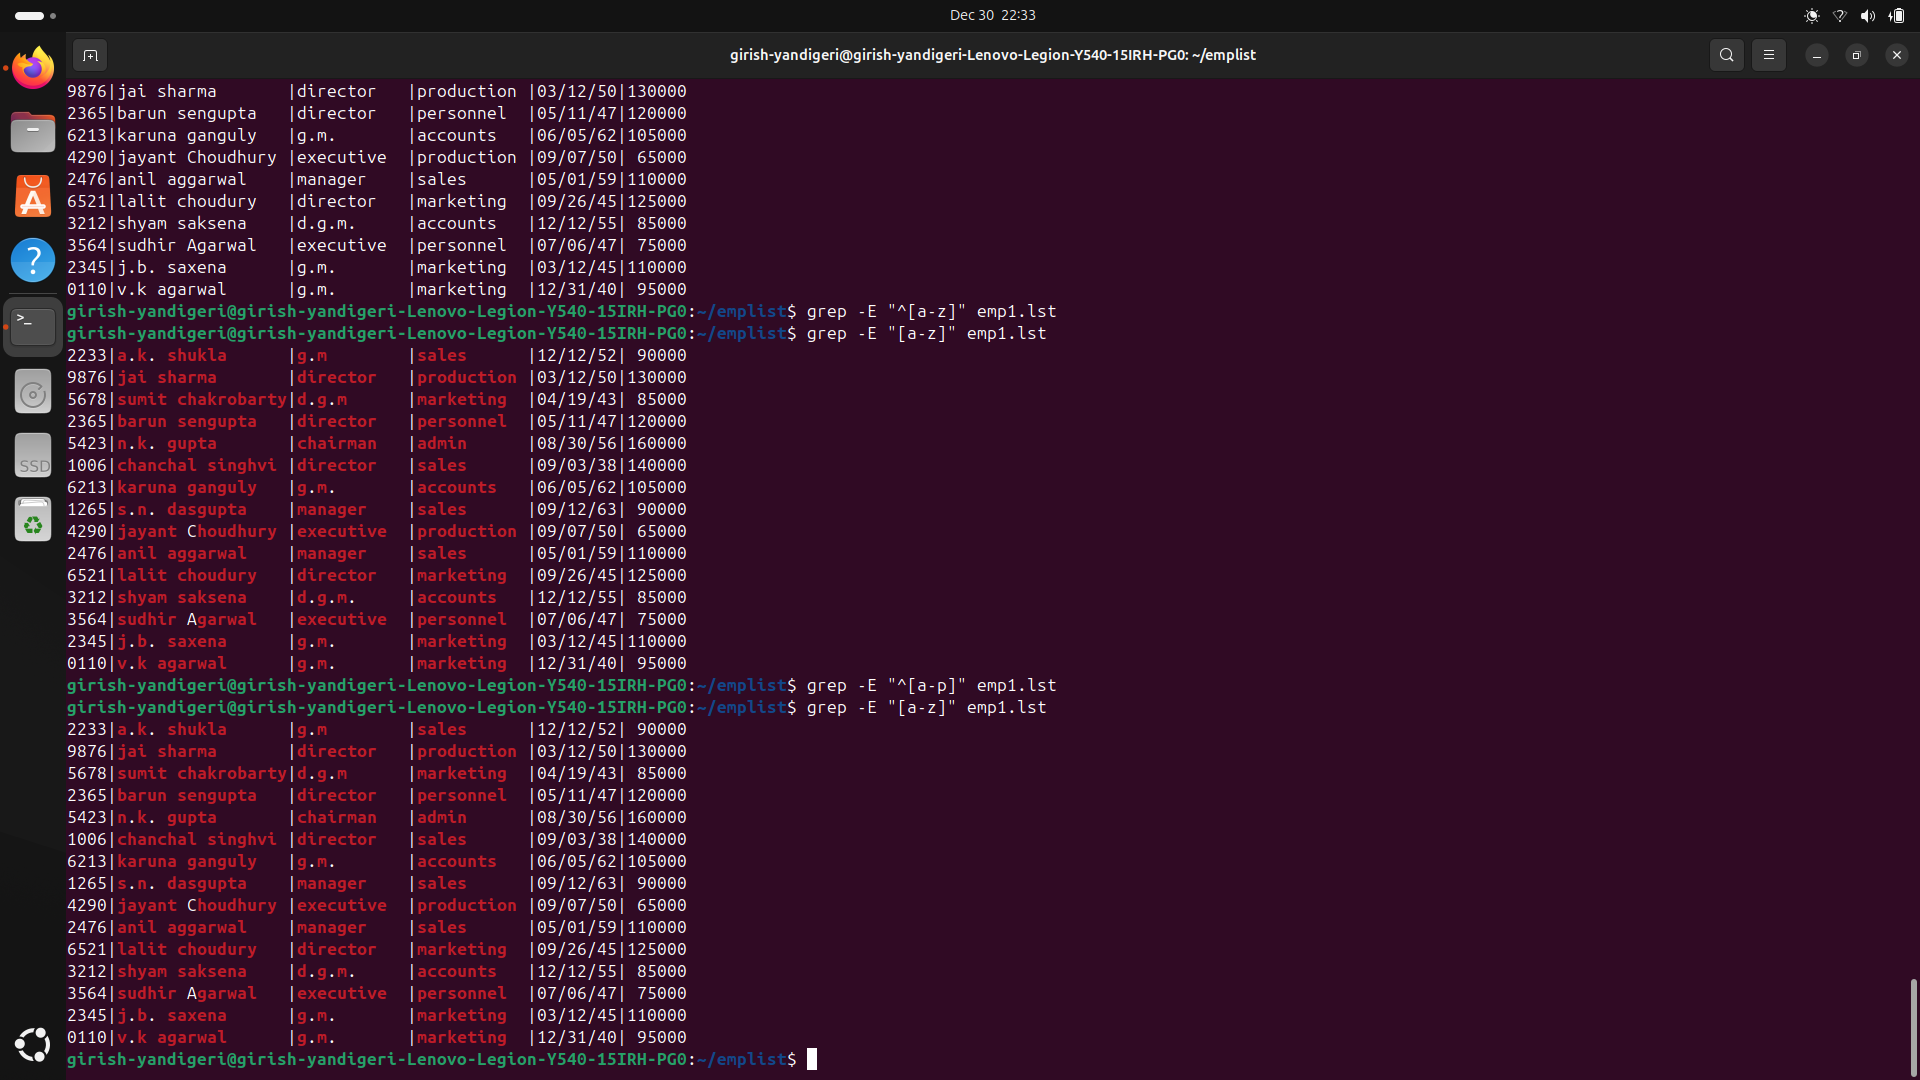 Dec 30 22:33
girish-yandigeri@girish-yandigeri-Lenovo-Legion-Y540-15IRH-PG0: ~/emplist
9876|jai sharma       |director   |production |03/12/50|130000
2365|barun sengupta   |director   |personnel  |05/11/47|120000
6213|karuna ganguly   |g.m.       |accounts   |06/05/62|105000
4290|jayant Choudhury |executive  |production |09/07/50| 65000
2476|anil aggarwal    |manager    |sales      |05/01/59|110000
6521|lalit choudury   |director   |marketing  |09/26/45|125000
3212|shyam saksena    |d.g.m.     |accounts   |12/12/55| 85000
3564|sudhir Agarwal   |executive  |personnel  |07/06/47| 75000
2345|j.b. saxena      |g.m.       |marketing  |03/12/45|110000
0110|v.k agarwal      |g.m.       |marketing  |12/31/40| 95000
girish-yandigeri@girish-yandigeri-Lenovo-Legion-Y540-15IRH-PG0:~/emplist$ grep -E "^[a-z]" emp1.lst
girish-yandigeri@girish-yandigeri-Lenovo-Legion-Y540-15IRH-PG0:~/emplist$ grep -E "[a-z]" emp1.lst
2233|a.k. shukla      |g.m        |sales      |12/12/52| 90000
9876|jai sharma       |director   |production |03/12/50|130000
5678|sumit chakrobarty|d.g.m      |marketing  |04/19/43| 85000
2365|barun sengupta   |director   |personnel  |05/11/47|120000
5423|n.k. gupta       |chairman   |admin      |08/30/56|160000
1006|chanchal singhvi |director   |sales      |09/03/38|140000
6213|karuna ganguly   |g.m.       |accounts   |06/05/62|105000
1265|s.n. dasgupta    |manager    |sales      |09/12/63| 90000
4290|jayant Choudhury |executive  |production |09/07/50| 65000
2476|anil aggarwal    |manager    |sales      |05/01/59|110000
6521|lalit choudury   |director   |marketing  |09/26/45|125000
3212|shyam saksena    |d.g.m.     |accounts   |12/12/55| 85000
3564|sudhir Agarwal   |executive  |personnel  |07/06/47| 75000
2345|j.b. saxena      |g.m.       |marketing  |03/12/45|110000
0110|v.k agarwal      |g.m.       |marketing  |12/31/40| 95000
girish-yandigeri@girish-yandigeri-Lenovo-Legion-Y540-15IRH-PG0:~/emplist$ grep -E "^[a-p]" emp1.lst
girish-yandigeri@girish-yandigeri-Lenovo-Legion-Y540-15IRH-PG0:~/emplist$ grep -E "[a-z]" emp1.lst
2233|a.k. shukla      |g.m        |sales      |12/12/52| 90000
9876|jai sharma       |director   |production |03/12/50|130000
5678|sumit chakrobarty|d.g.m      |marketing  |04/19/43| 85000
2365|barun sengupta   |director   |personnel  |05/11/47|120000
5423|n.k. gupta       |chairman   |admin      |08/30/56|160000
1006|chanchal singhvi |director   |sales      |09/03/38|140000
6213|karuna ganguly   |g.m.       |accounts   |06/05/62|105000
1265|s.n. dasgupta    |manager    |sales      |09/12/63| 90000
4290|jayant Choudhury |executive  |production |09/07/50| 65000
2476|anil aggarwal    |manager    |sales      |05/01/59|110000
6521|lalit choudury   |director   |marketing  |09/26/45|125000
3212|shyam saksena    |d.g.m.     |accounts   |12/12/55| 85000
3564|sudhir Agarwal   |executive  |personnel  |07/06/47| 75000
2345|j.b. saxena      |g.m.       |marketing  |03/12/45|110000
0110|v.k agarwal      |g.m.       |marketing  |12/31/40| 95000
girish-yandigeri@girish-yandigeri-Lenovo-Legion-Y540-15IRH-PG0:~/emplist$
SSD